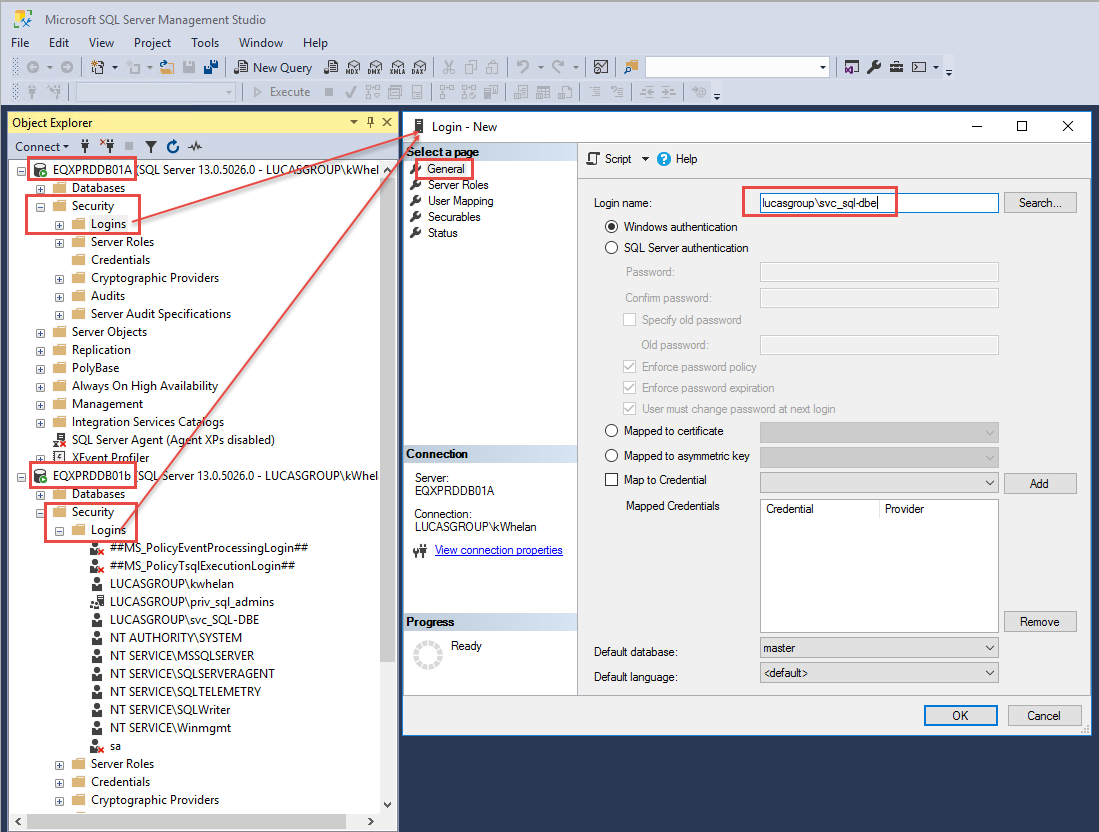 Microsoft SQL Server Management Studio
File Edit View Project Tools Window Help
New Query MDX DMX XMLA DAX
Execute
Object Explorer
Connect
EQXPRDDB01A (SQL Server 13.0.5026.0 - LUCASGROUP\kWhel
Databases
Security
Logins
Server Roles
Credentials
Cryptographic Providers
Audits
Server Audit Specifications
Server Objects
Replication
PolyBase
Always On High Availability
Management
Integration Services Catalogs
SQL Server Agent (Agent XPs disabled)
XEvent Profiler
EQXPRDDB01b (SQL Server 13.0.5026.0 - LUCASGROUP\kWhel
Databases
Security
Logins
##MS_PolicyEventProcessingLogin##
##MS_PolicyTsqlExecutionLogin##
LUCASGROUP\kwhelan
LUCASGROUP\priv_sql_admins
LUCASGROUP\svc_SQL-DBE
NT AUTHORITY\SYSTEM
NT SERVICE\MSSQLSERVER
NT SERVICE\SQLSERVERAGENT
NT SERVICE\SQLTELEMETRY
NT SERVICE\SQLWriter
NT SERVICE\Winmgmt
sa
Server Roles
Credentials
Cryptographic Providers
Login - New
Select a page
General
Server Roles
User Mapping
Securables
Status
Connection
Server:
EQXPRDDB01A
Connection:
LUCASGROUP\kWhelan
View connection properties
Progress
Ready
Script Help
Login name: lucasgroup\svc_sql-dbe Search...
Windows authentication
SQL Server authentication
Password:
Confirm password:
Specify old password
Old password:
Enforce password policy
Enforce password expiration
User must change password at next login
Mapped to certificate
Mapped to asymmetric key
Map to Credential Add
Mapped Credentials Credential Provider
Remove
Default database: master
Default language: <default>
OK Cancel